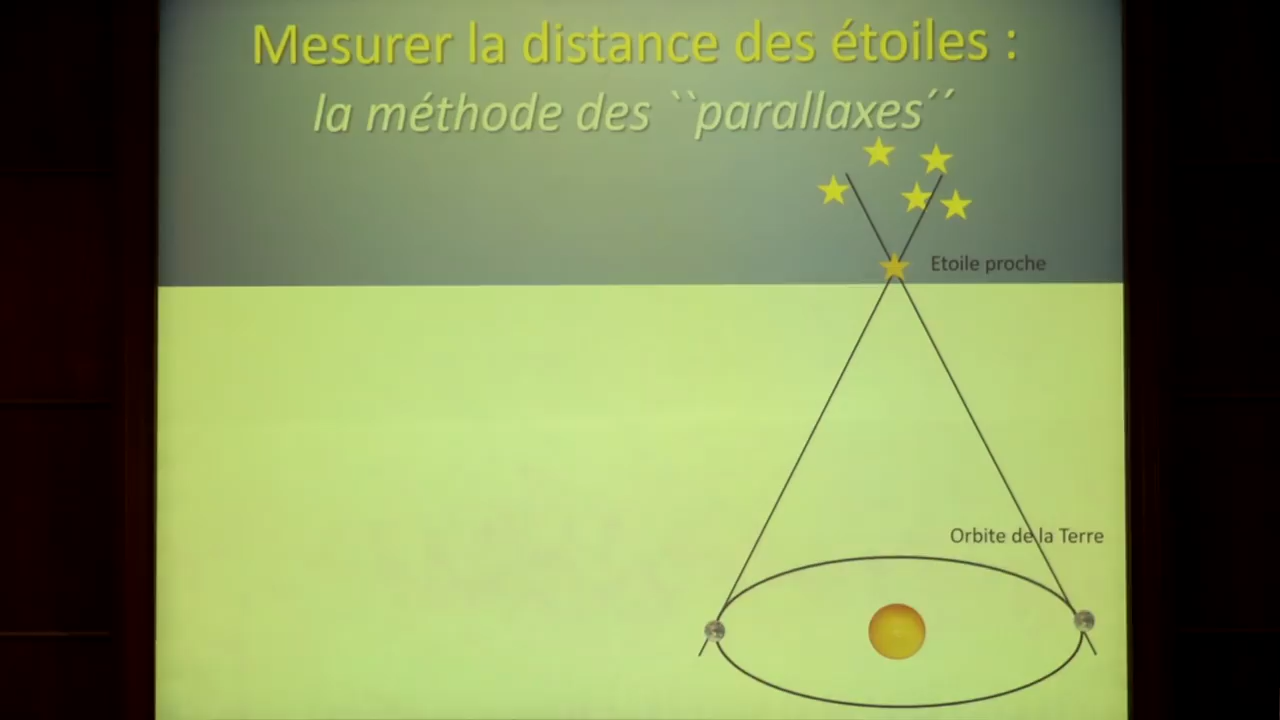 Mesurer la distance des étoiles :
la méthode des ``parallaxes´´
Etoile proche
Orbite de la Terre